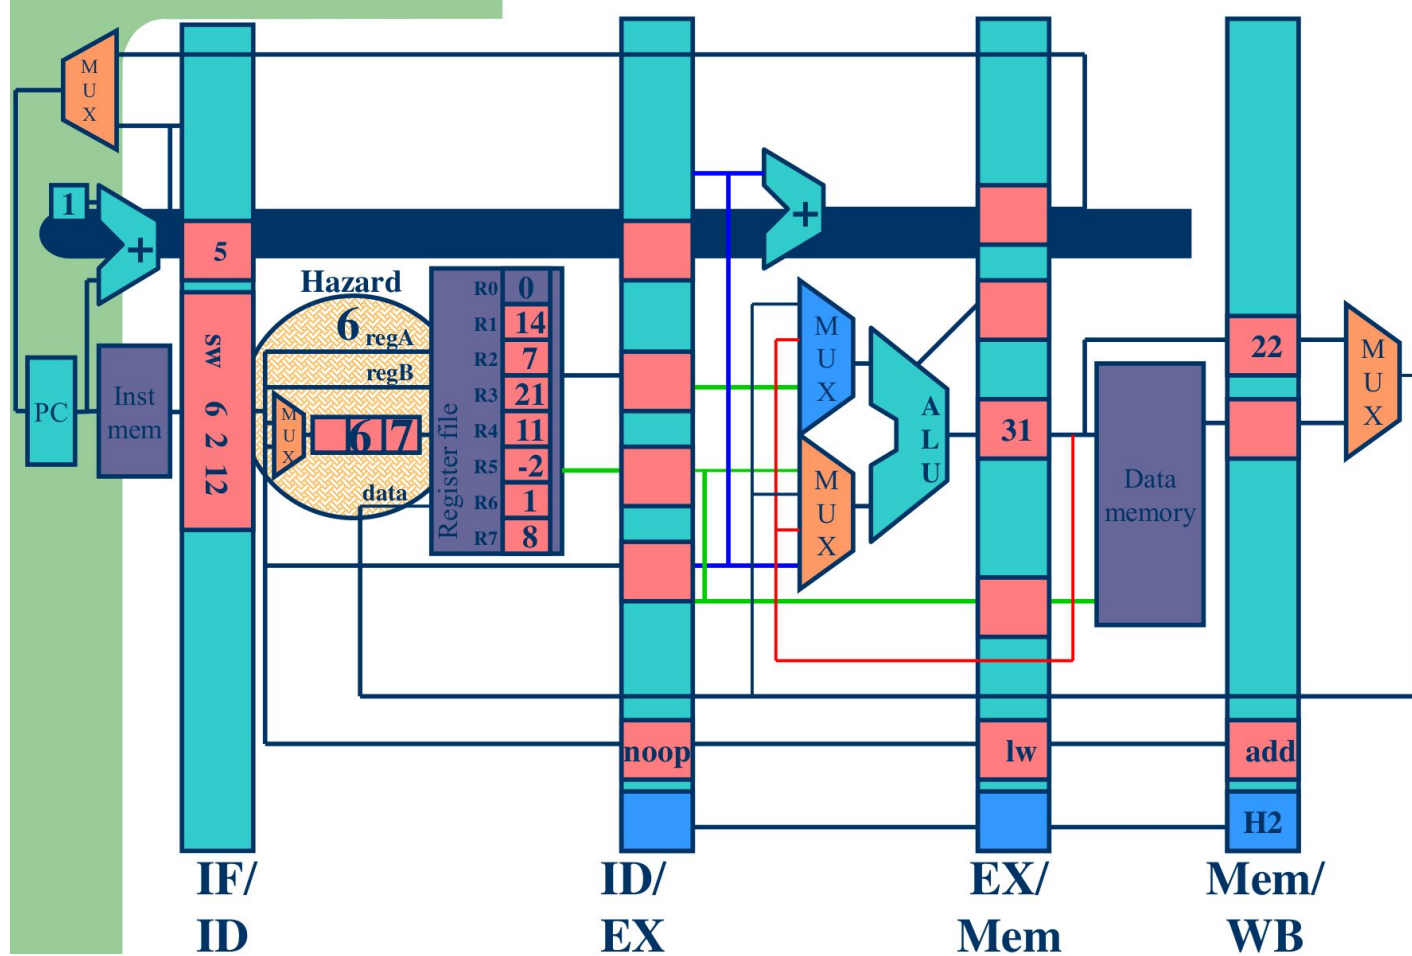 M
U
X
1
+
5
+
Hazard
6
regA
regB
M
U
X
6 7
data
Register file
R0 0
R1 14
R2 7
R3 21
R4 11
R5 -2
R6 1
R7 8
PC
Inst
mem
sw 6 2 12
M
U
X
M
U
X
A
L
U
31
Data
memory
22
M
U
X
noop
lw
add
H2
IF/
ID
ID/
EX
EX/
Mem
Mem/
WB